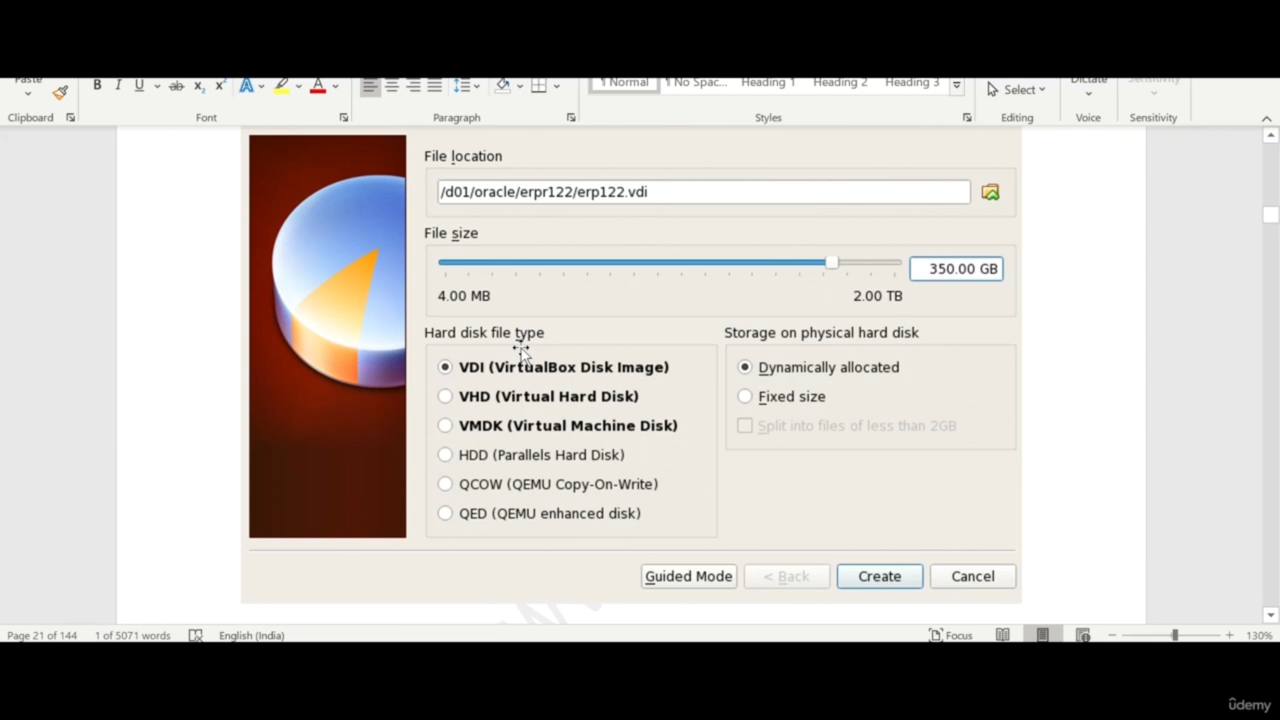 Paste
B I U ab x₂ x² A A
Normal
No Spac...
Heading 1
Heading 2
Heading 3
Select
Dictate
Sensitivity
Clipboard
Font
Paragraph
Styles
Editing
Voice
Sensitivity
File location
/d01/oracle/erpr122/erp122.vdi
File size
350.00 GB
4.00 MB
2.00 TB
Hard disk file type
VDI (VirtualBox Disk Image)
VHD (Virtual Hard Disk)
VMDK (Virtual Machine Disk)
HDD (Parallels Hard Disk)
QCOW (QEMU Copy-On-Write)
QED (QEMU enhanced disk)
Storage on physical hard disk
Dynamically allocated
Fixed size
Split into files of less than 2GB
Guided Mode
< Back
Create
Cancel
Page 21 of 144
1 of 5071 words
English (India)
Focus
130%
ûdemy